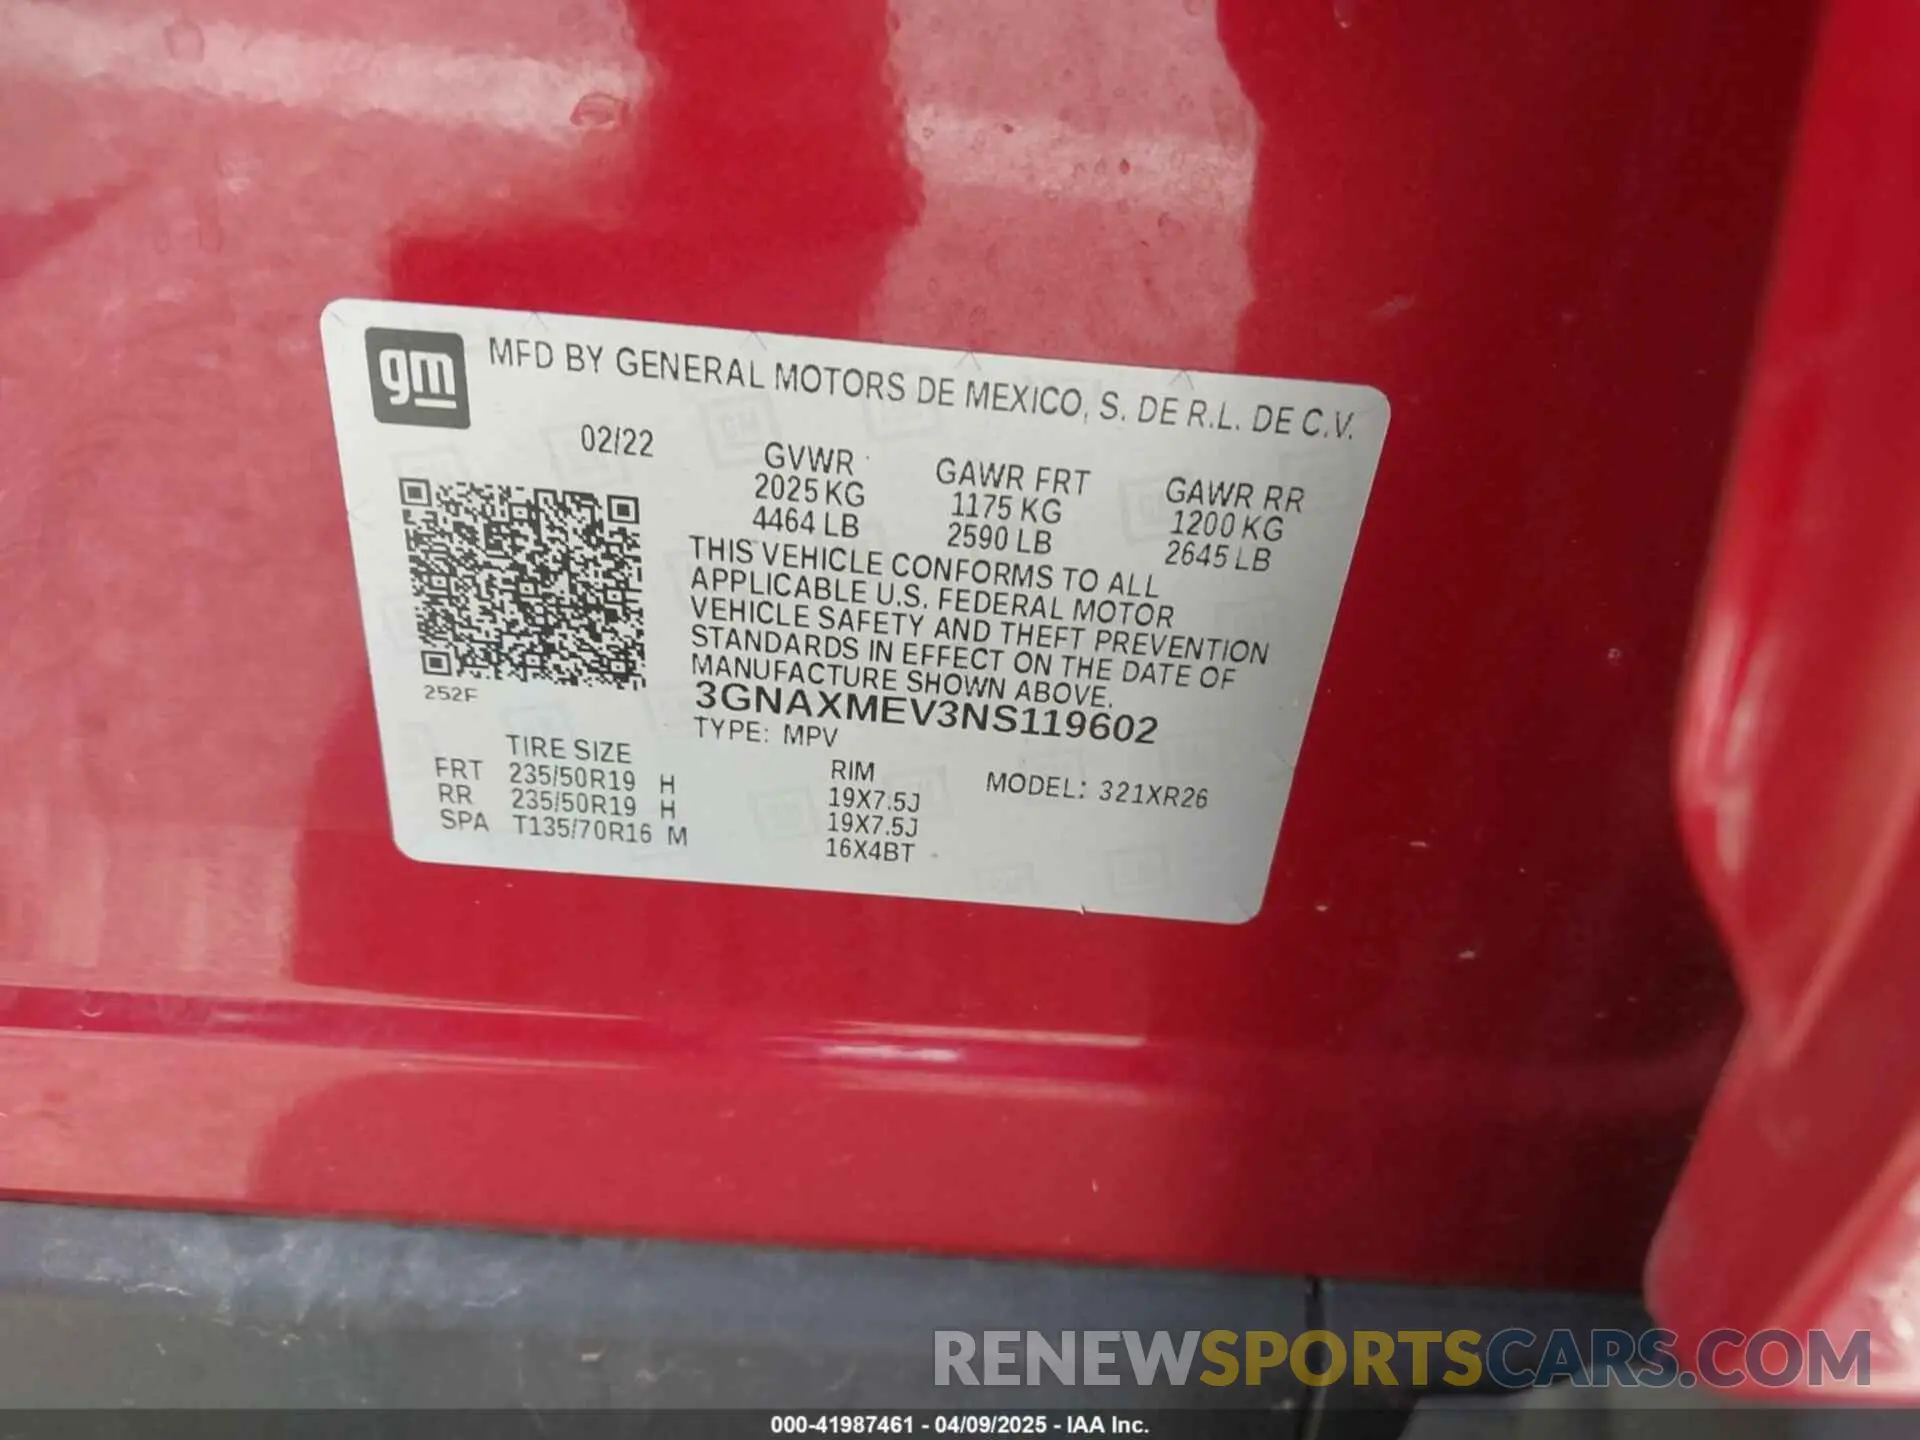 gm
MFD BY GENERAL MOTORS DE MEXICO, S. DE R.L. DE C.V.
02/22
GVWR GAWR FRT GAWR RR
2025 KG 1175 KG 1200 KG
4464 LB 2590 LB 2645 LB
THIS VEHICLE CONFORMS TO ALL
APPLICABLE U.S. FEDERAL MOTOR
VEHICLE SAFETY AND THEFT PREVENTION
STANDARDS IN EFFECT ON THE DATE OF
MANUFACTURE SHOWN ABOVE.
252F
3GNAXMEV3NS119602
TYPE: MPV
TIRE SIZE RIM MODEL: 321XR26
FRT 235/50R19 H 19X7.5J
RR 235/50R19 H 19X7.5J
SPA T135/70R16 M 16X4BT
RENEWSPORTSCARS.COM
000-41987461 - 04/09/2025 - IAA Inc.